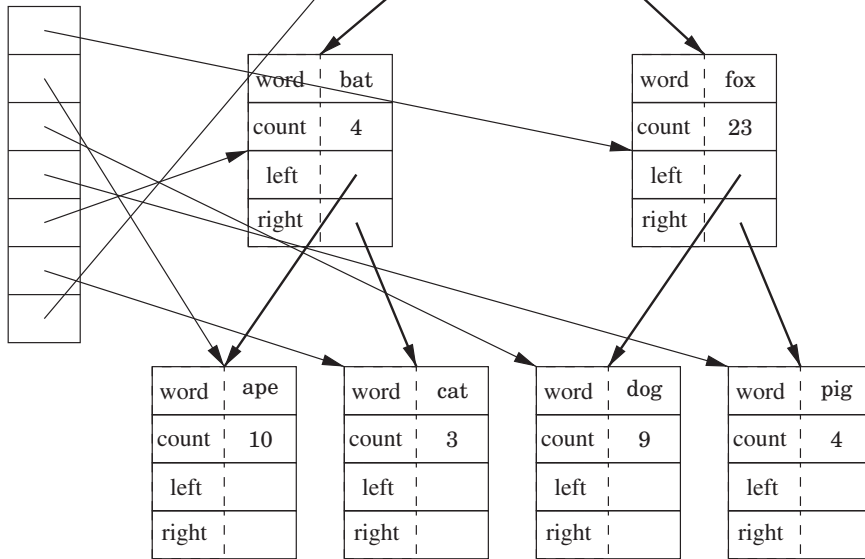 word bat word fox
count 4 count 23
left left
right right
word ape word cat word dog word pig
count 10 count 3 count 9 count 4
left left left left
right right right right